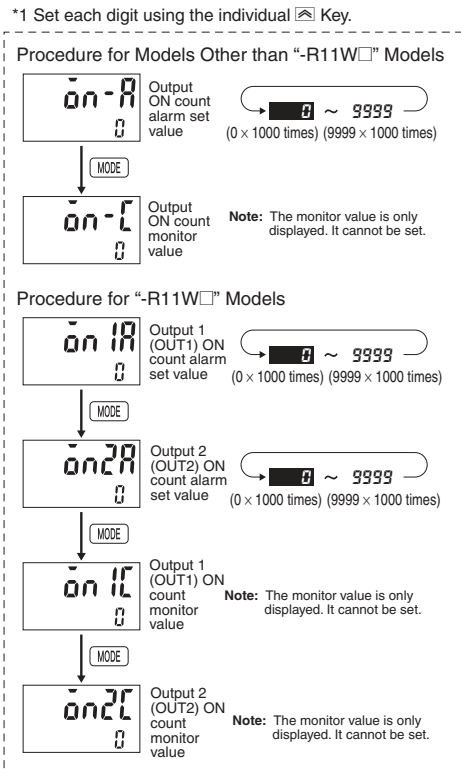 *1 Set each digit using the individual ︽ Key.
Procedure for Models Other than “-R11W□” Models
on-A
0
Output
ON count
alarm set
value
0 ~ 9999
(0 × 1000 times) (9999 × 1000 times)
MODE
on-C
0
Output
ON count
monitor
value
Note: The monitor value is only
displayed. It cannot be set.
Procedure for “-R11W□” Models
on1A
0
Output 1
(OUT1) ON
count alarm
set value
0 ~ 9999
(0 × 1000 times) (9999 × 1000 times)
MODE
on2A
0
Output 2
(OUT2) ON
count alarm
set value
0 ~ 9999
(0 × 1000 times) (9999 × 1000 times)
MODE
on1C
0
Output 1
(OUT1) ON
count
monitor
value
Note: The monitor value is only
displayed. It cannot be set.
MODE
on2C
0
Output 2
(OUT2) ON
count
monitor
value
Note: The monitor value is only
displayed. It cannot be set.